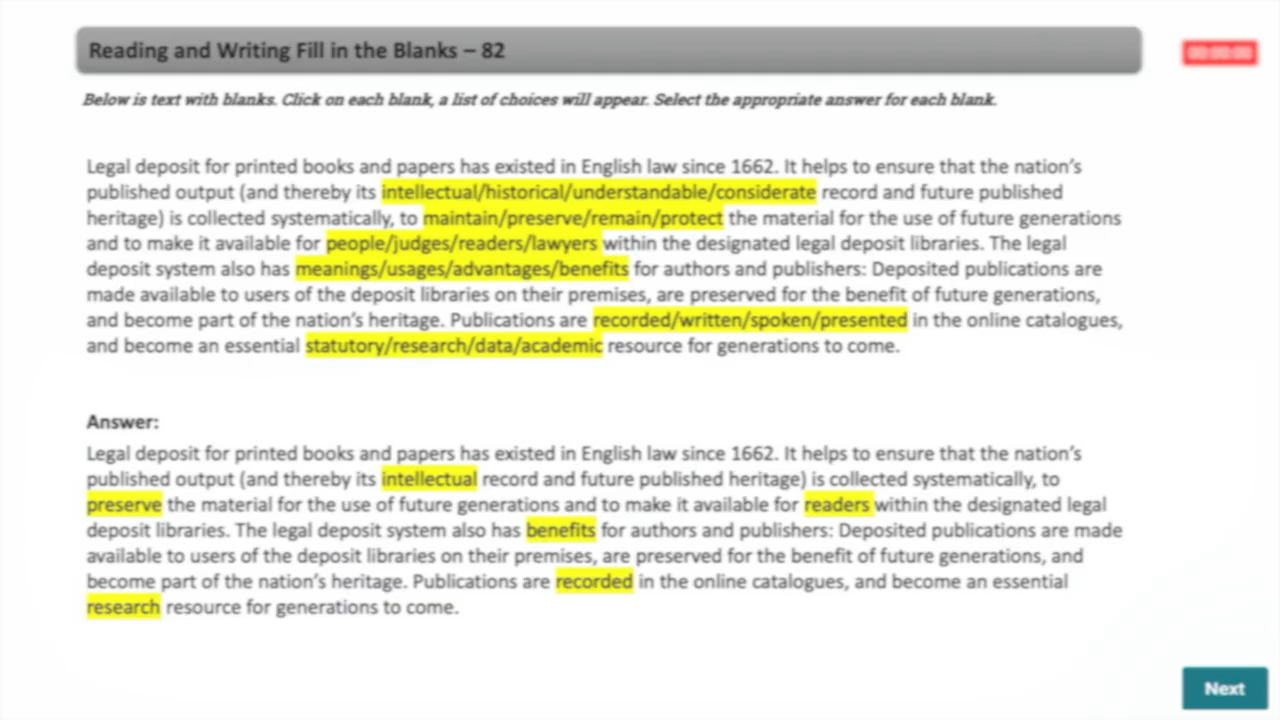 Reading and Writing Fill in the Blanks – 82
Below is text with blanks. Click on each blank, a list of choices will appear. Select the appropriate answer for each blank.
Legal deposit for printed books and papers has existed in English law since 1662. It helps to ensure that the nation’s
published output (and thereby its intellectual/historical/understandable/considerate record and future published
heritage) is collected systematically, to maintain/preserve/remain/protect the material for the use of future generations
and to make it available for people/judges/readers/lawyers within the designated legal deposit libraries. The legal
deposit system also has meanings/usages/advantages/benefits for authors and publishers: Deposited publications are
made available to users of the deposit libraries on their premises, are preserved for the benefit of future generations,
and become part of the nation’s heritage. Publications are recorded/written/spoken/presented in the online catalogues,
and become an essential statutory/research/data/academic resource for generations to come.
Answer:
Legal deposit for printed books and papers has existed in English law since 1662. It helps to ensure that the nation’s
published output (and thereby its intellectual record and future published heritage) is collected systematically, to
preserve the material for the use of future generations and to make it available for readers within the designated legal
deposit libraries. The legal deposit system also has benefits for authors and publishers: Deposited publications are made
available to users of the deposit libraries on their premises, are preserved for the benefit of future generations, and
become part of the nation’s heritage. Publications are recorded in the online catalogues, and become an essential
research resource for generations to come.
Next